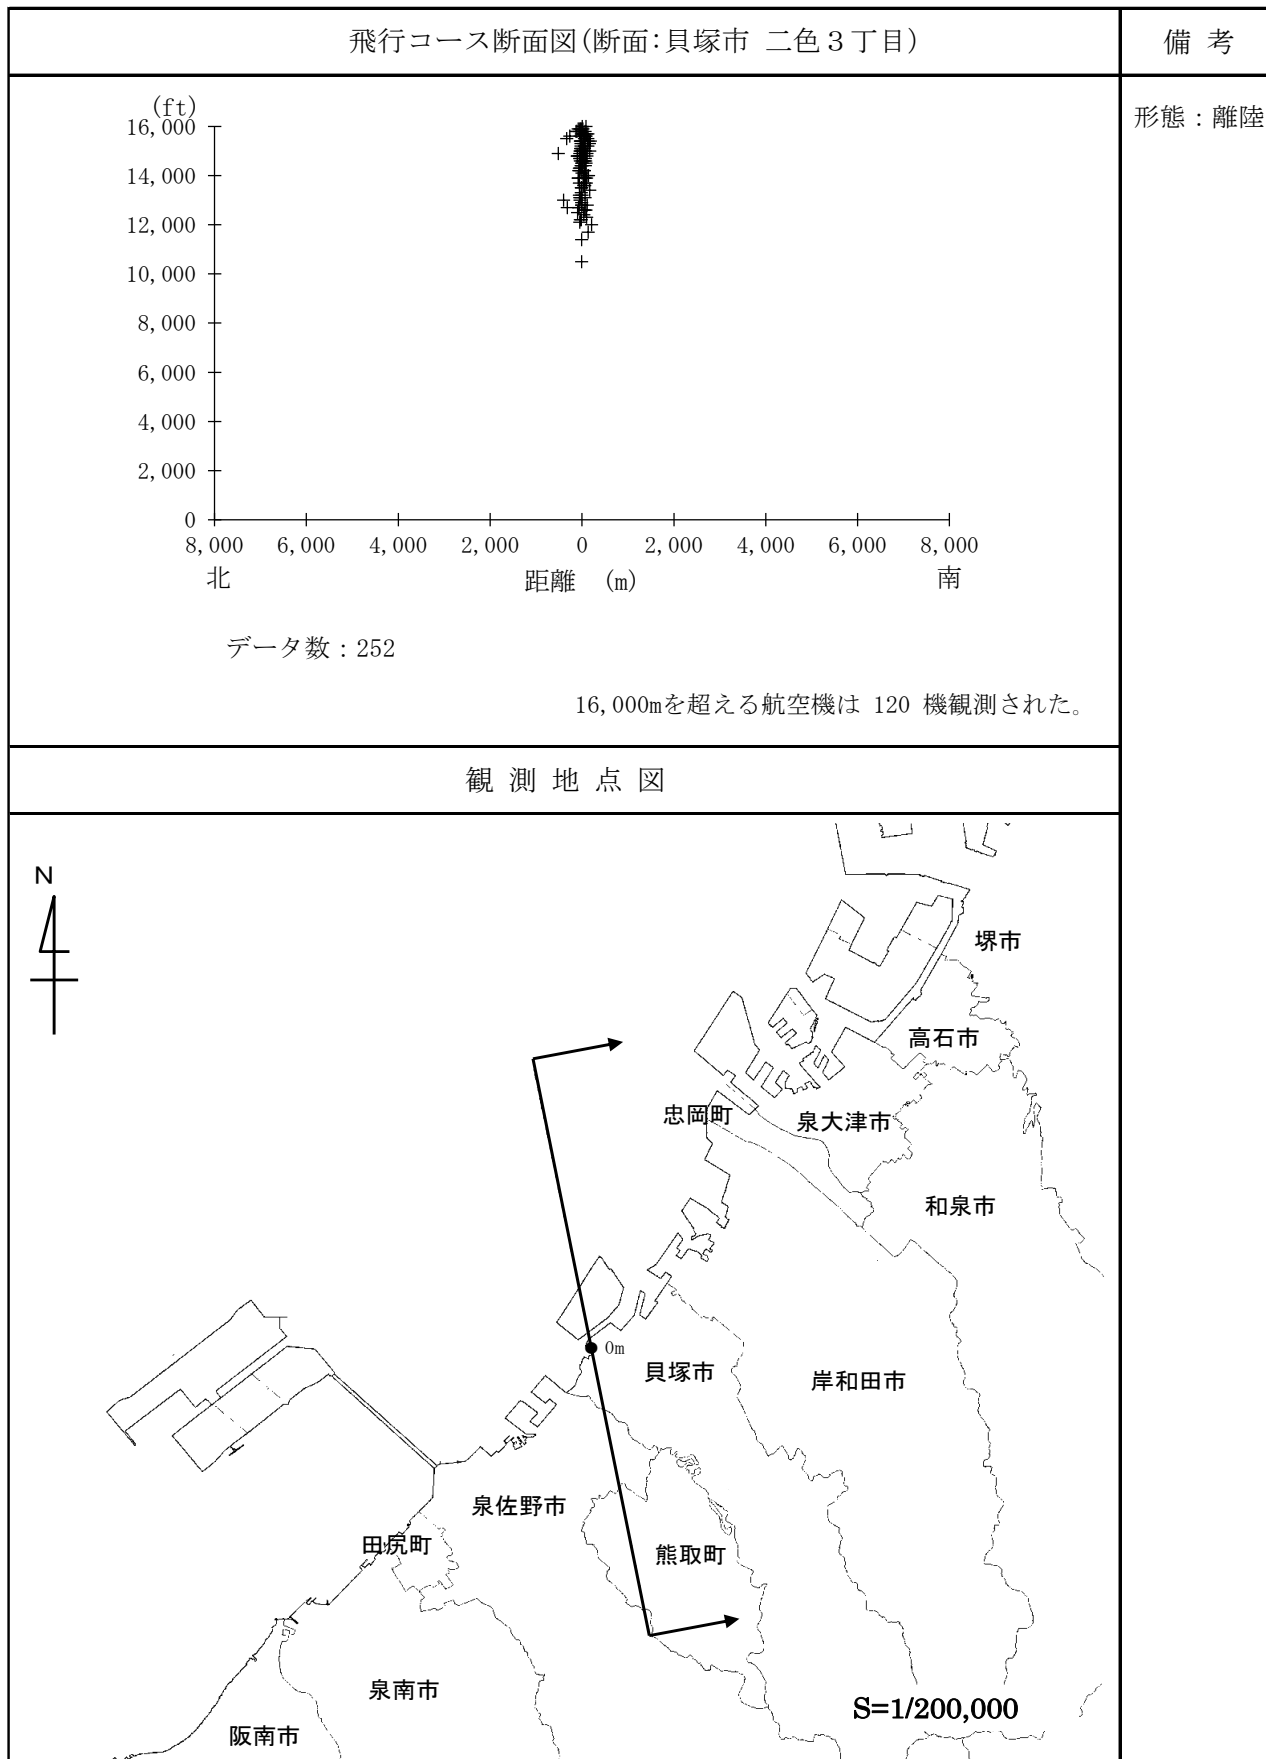 飛行コース断面図(断面:貝塚市 二色３丁目)
備 考
形態：離陸
(ft)
16,000
14,000
12,000
10,000
8,000
6,000
4,000
2,000
0
8,000 6,000 4,000 2,000 0 2,000 4,000 6,000 8,000
北 距離 (m) 南
データ数：252
16,000mを超える航空機は 120 機観測された。
観 測 地 点 図
N
堺市
高石市
忠岡町
泉大津市
和泉市
0m
貝塚市
岸和田市
泉佐野市
田尻町
熊取町
泉南市
S=1/200,000
阪南市